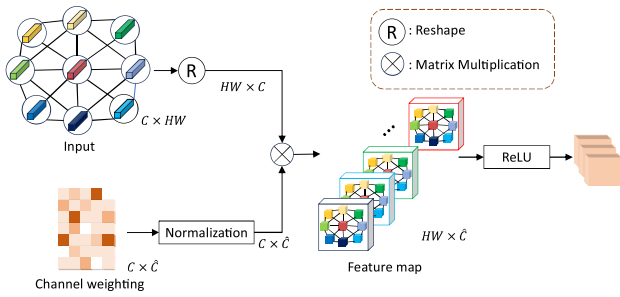 R
: Reshape
: Matrix Multiplication
R
HW × C
C × HW
Input
ReLU
Normalization
C × Ĉ
HW × Ĉ
C × Ĉ
Channel weighting
Feature map